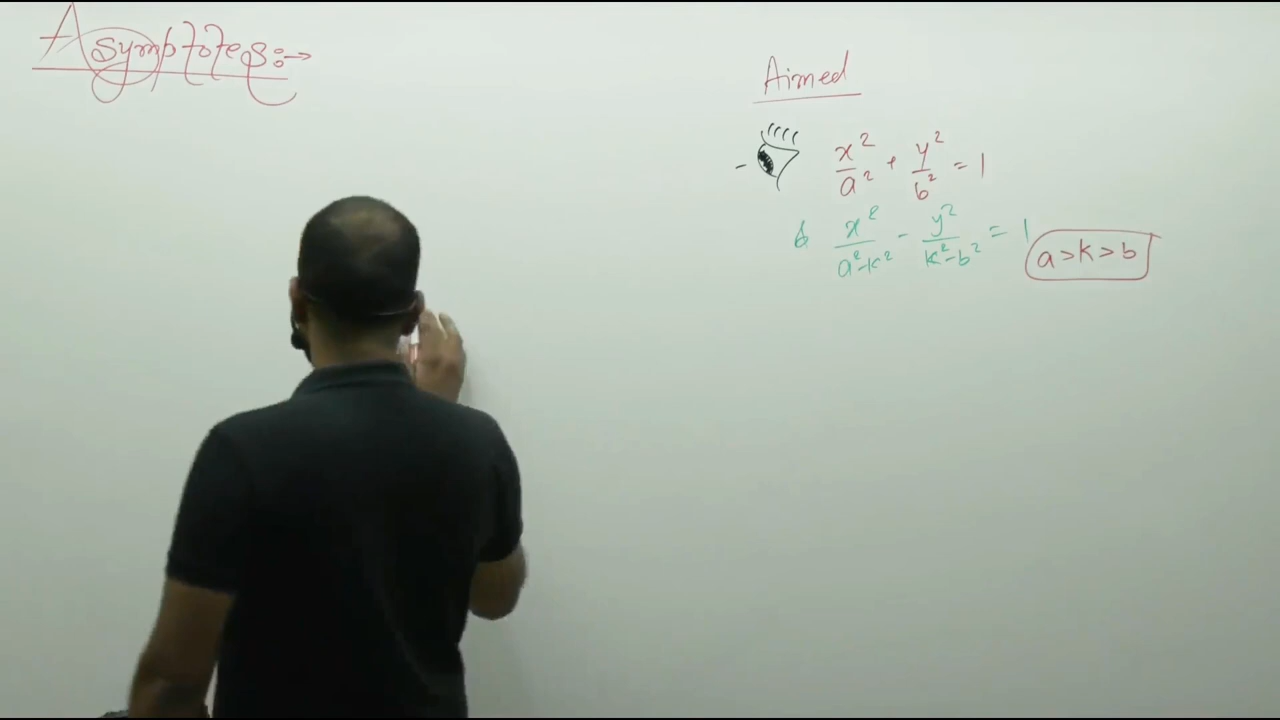 Asymptotes:→
Aimed
x²/a² + y²/b² = 1
& x²/a²-k² - y²/k²-b² = 1 a>k>b